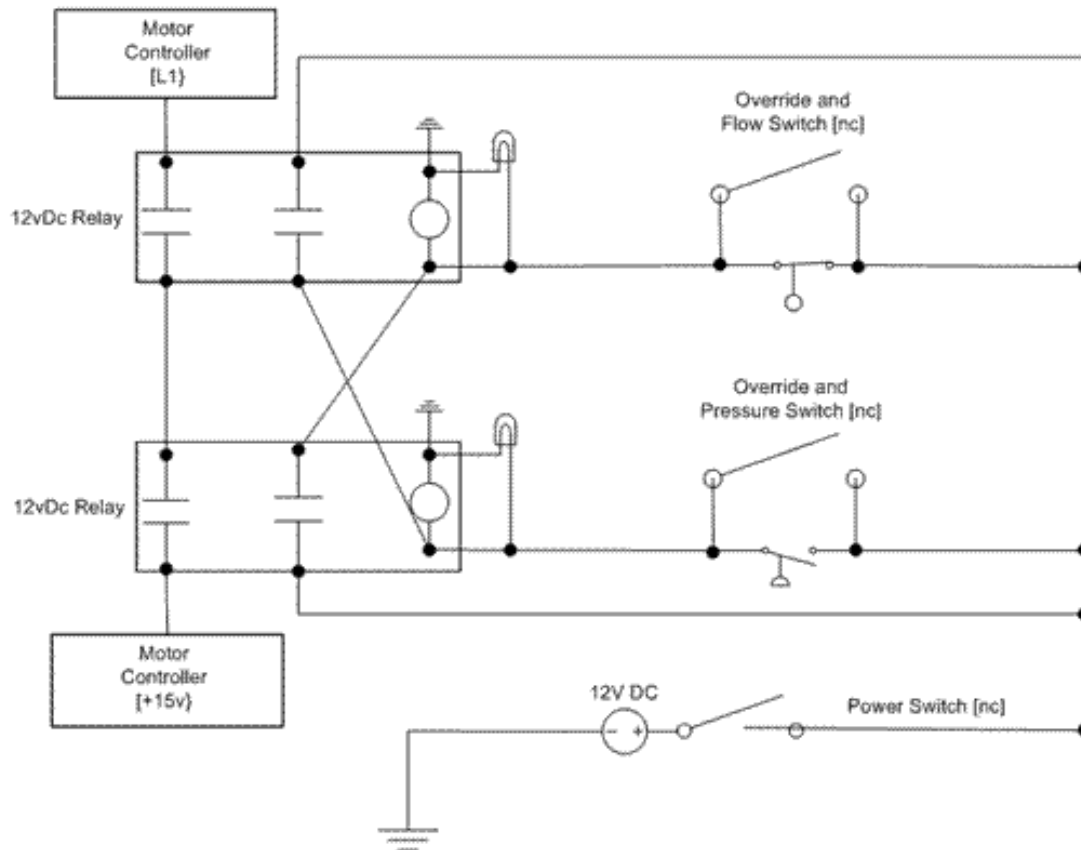 Motor
Controller
[L1}
Override and
Flow Switch [nc]
12vDc Relay
Override and
Pressure Switch [nc]
12vDc Relay
Motor
Controller
[+15v}
12V DC
- +
Power Switch [nc]